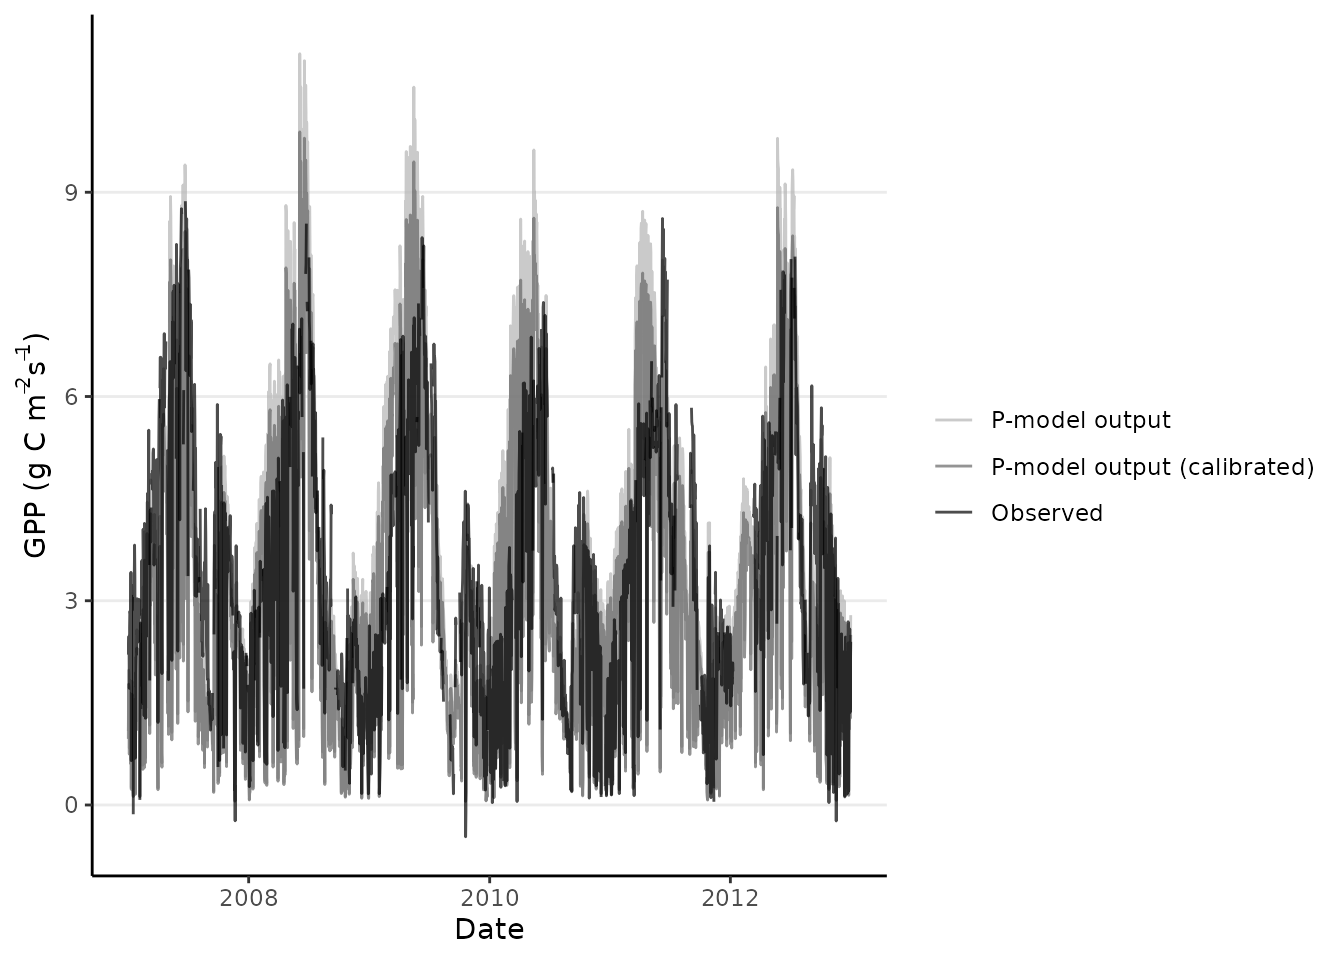 GPP (g C m⁻²s⁻¹)
9
6
3
0
2008
2010
2012
Date
P-model output
P-model output (calibrated)
Observed